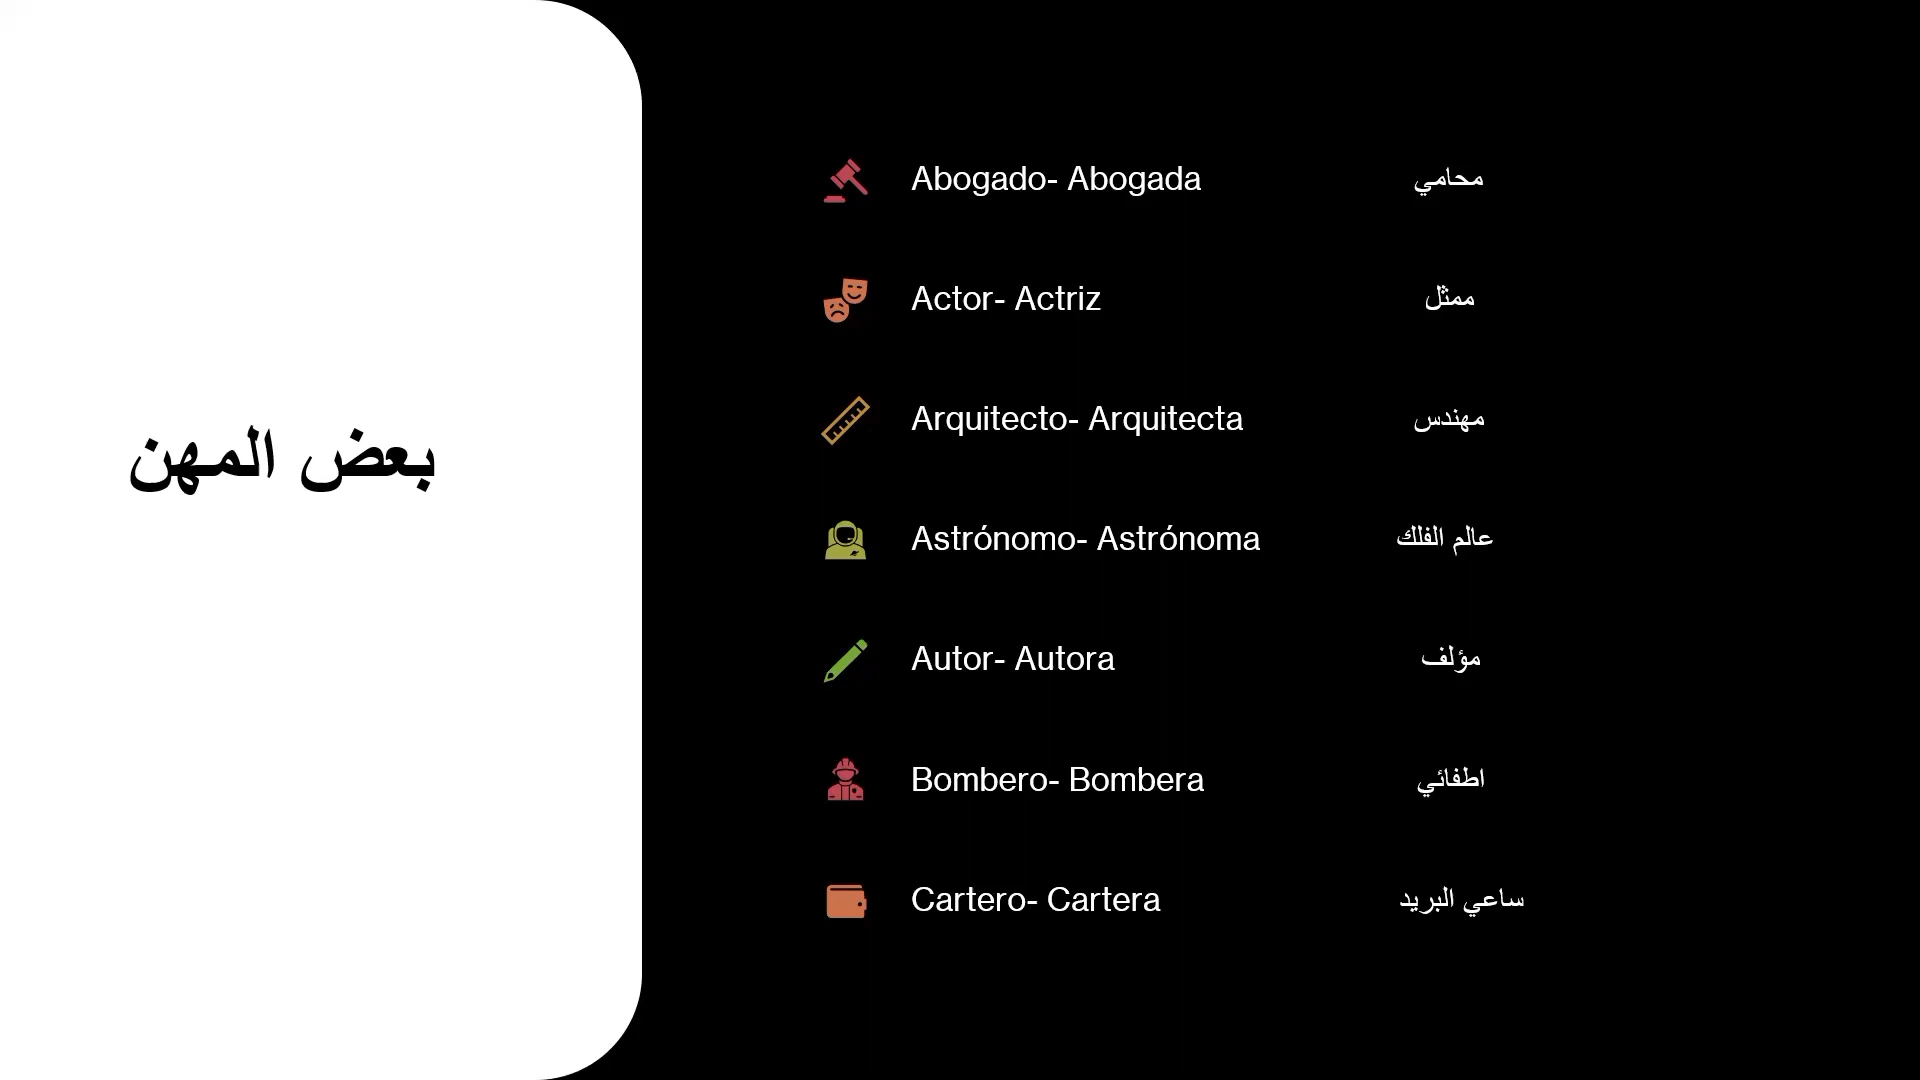 بعض المهن
Abogado- Abogada محامي
Actor- Actriz ممثل
Arquitecto- Arquitecta مهندس
Astrónomo- Astrónoma عالم الفلك
Autor- Autora مؤلف
Bombero- Bombera اطفائي
Cartero- Cartera ساعي البريد